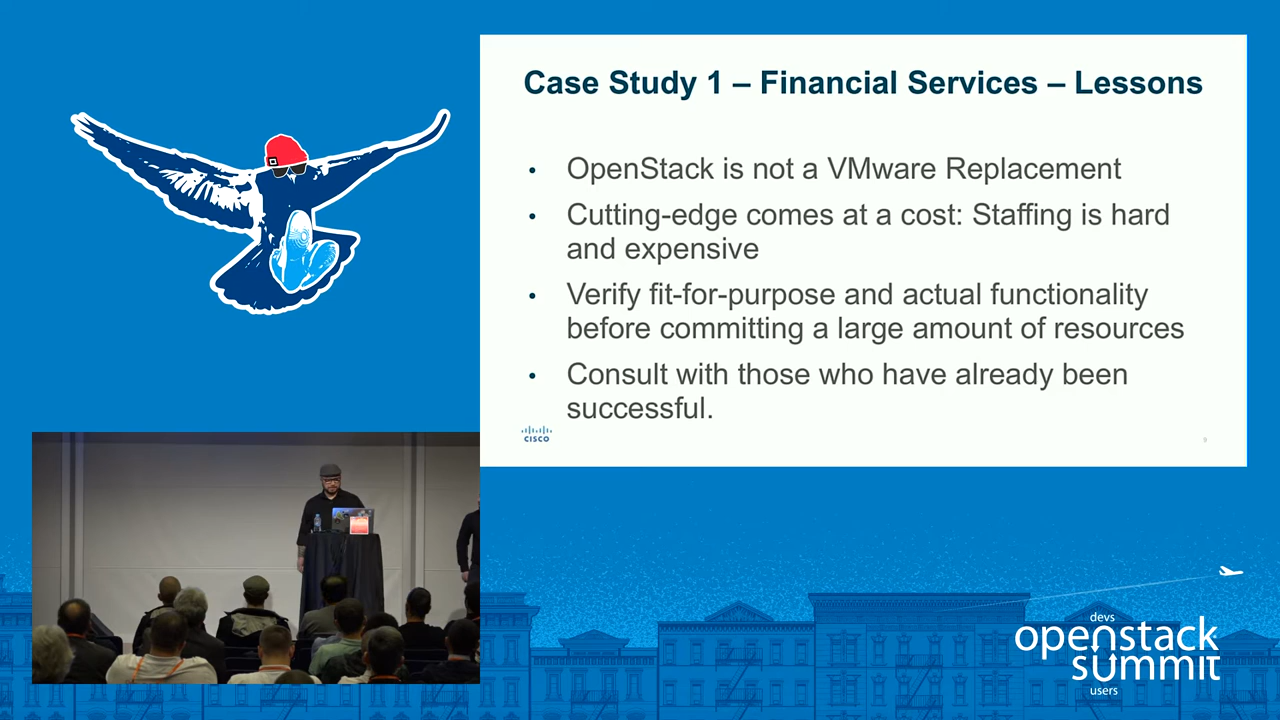 Case Study 1 – Financial Services – Lessons
• OpenStack is not a VMware Replacement
• Cutting-edge comes at a cost: Staffing is hard
and expensive
• Verify fit-for-purpose and actual functionality
before committing a large amount of resources
• Consult with those who have already been
successful.
CISCO
9
devs
openstack
summit
users